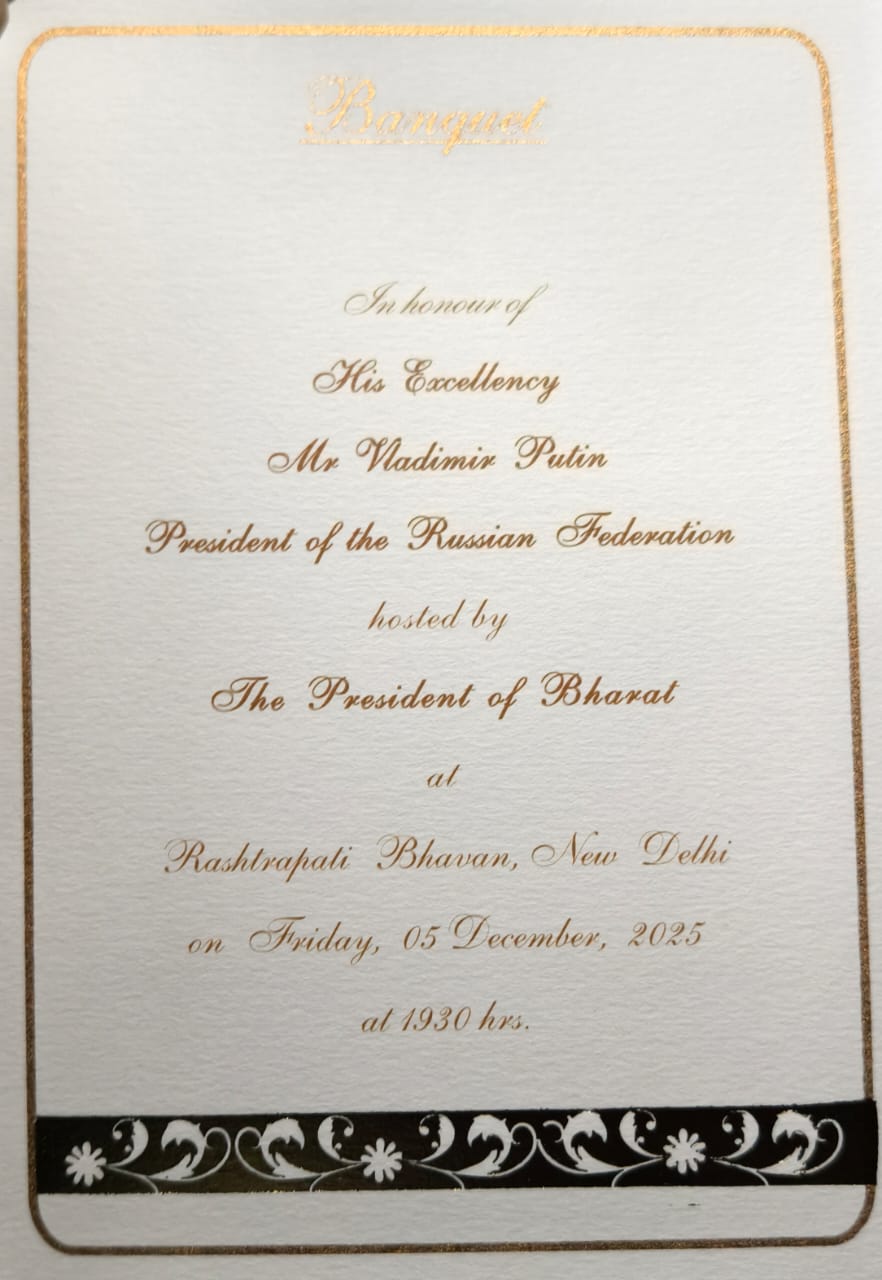 Banquet
In honour of
His Excellency
Mr Vladimir Putin
President of the Russian Federation
hosted by
The President of Bharat
at
Rashtrapati Bhavan, New Delhi
on Friday, 05 December, 2025
at 1930 hrs.